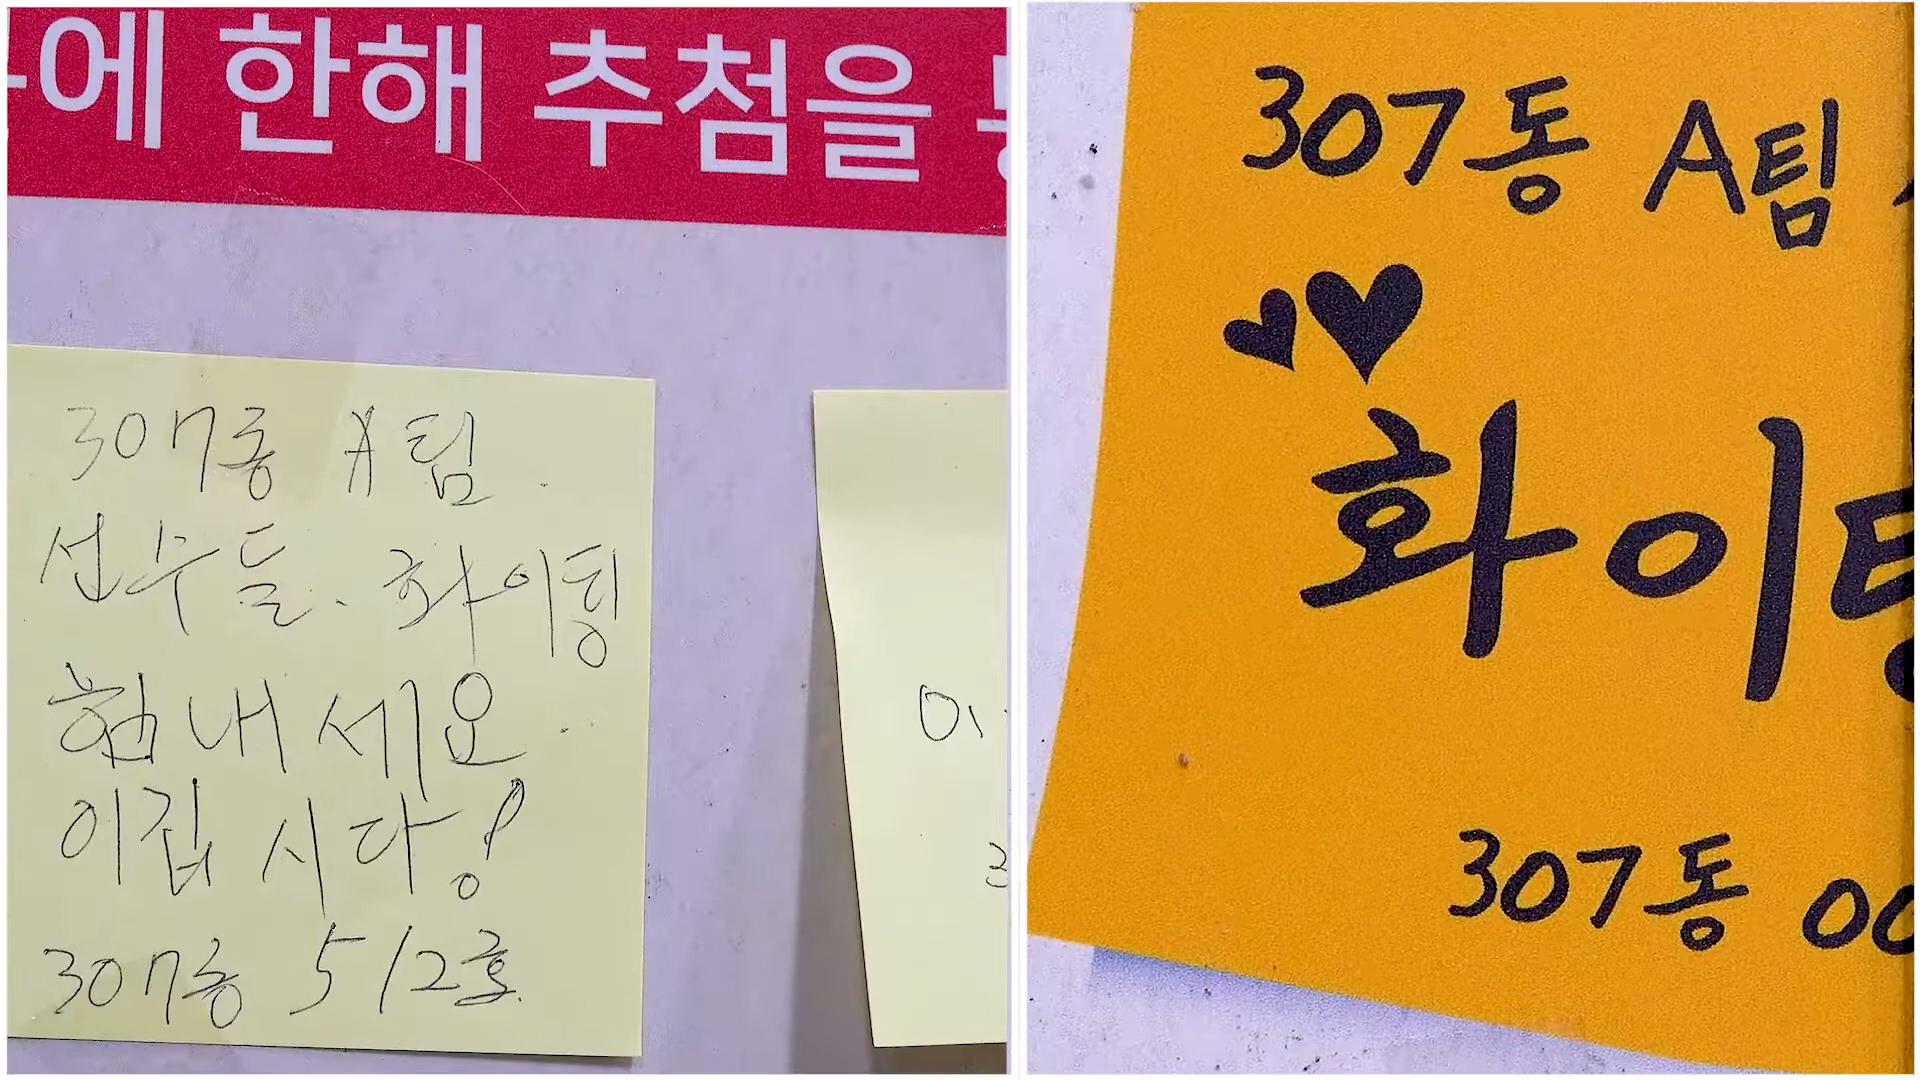 에 한해 추첨을
307동 A팀.
선수들. 화이팅
힘내세요.
이깁시다!
307동 512호.
307동 A팀
♥♥
화이팅
307동 00